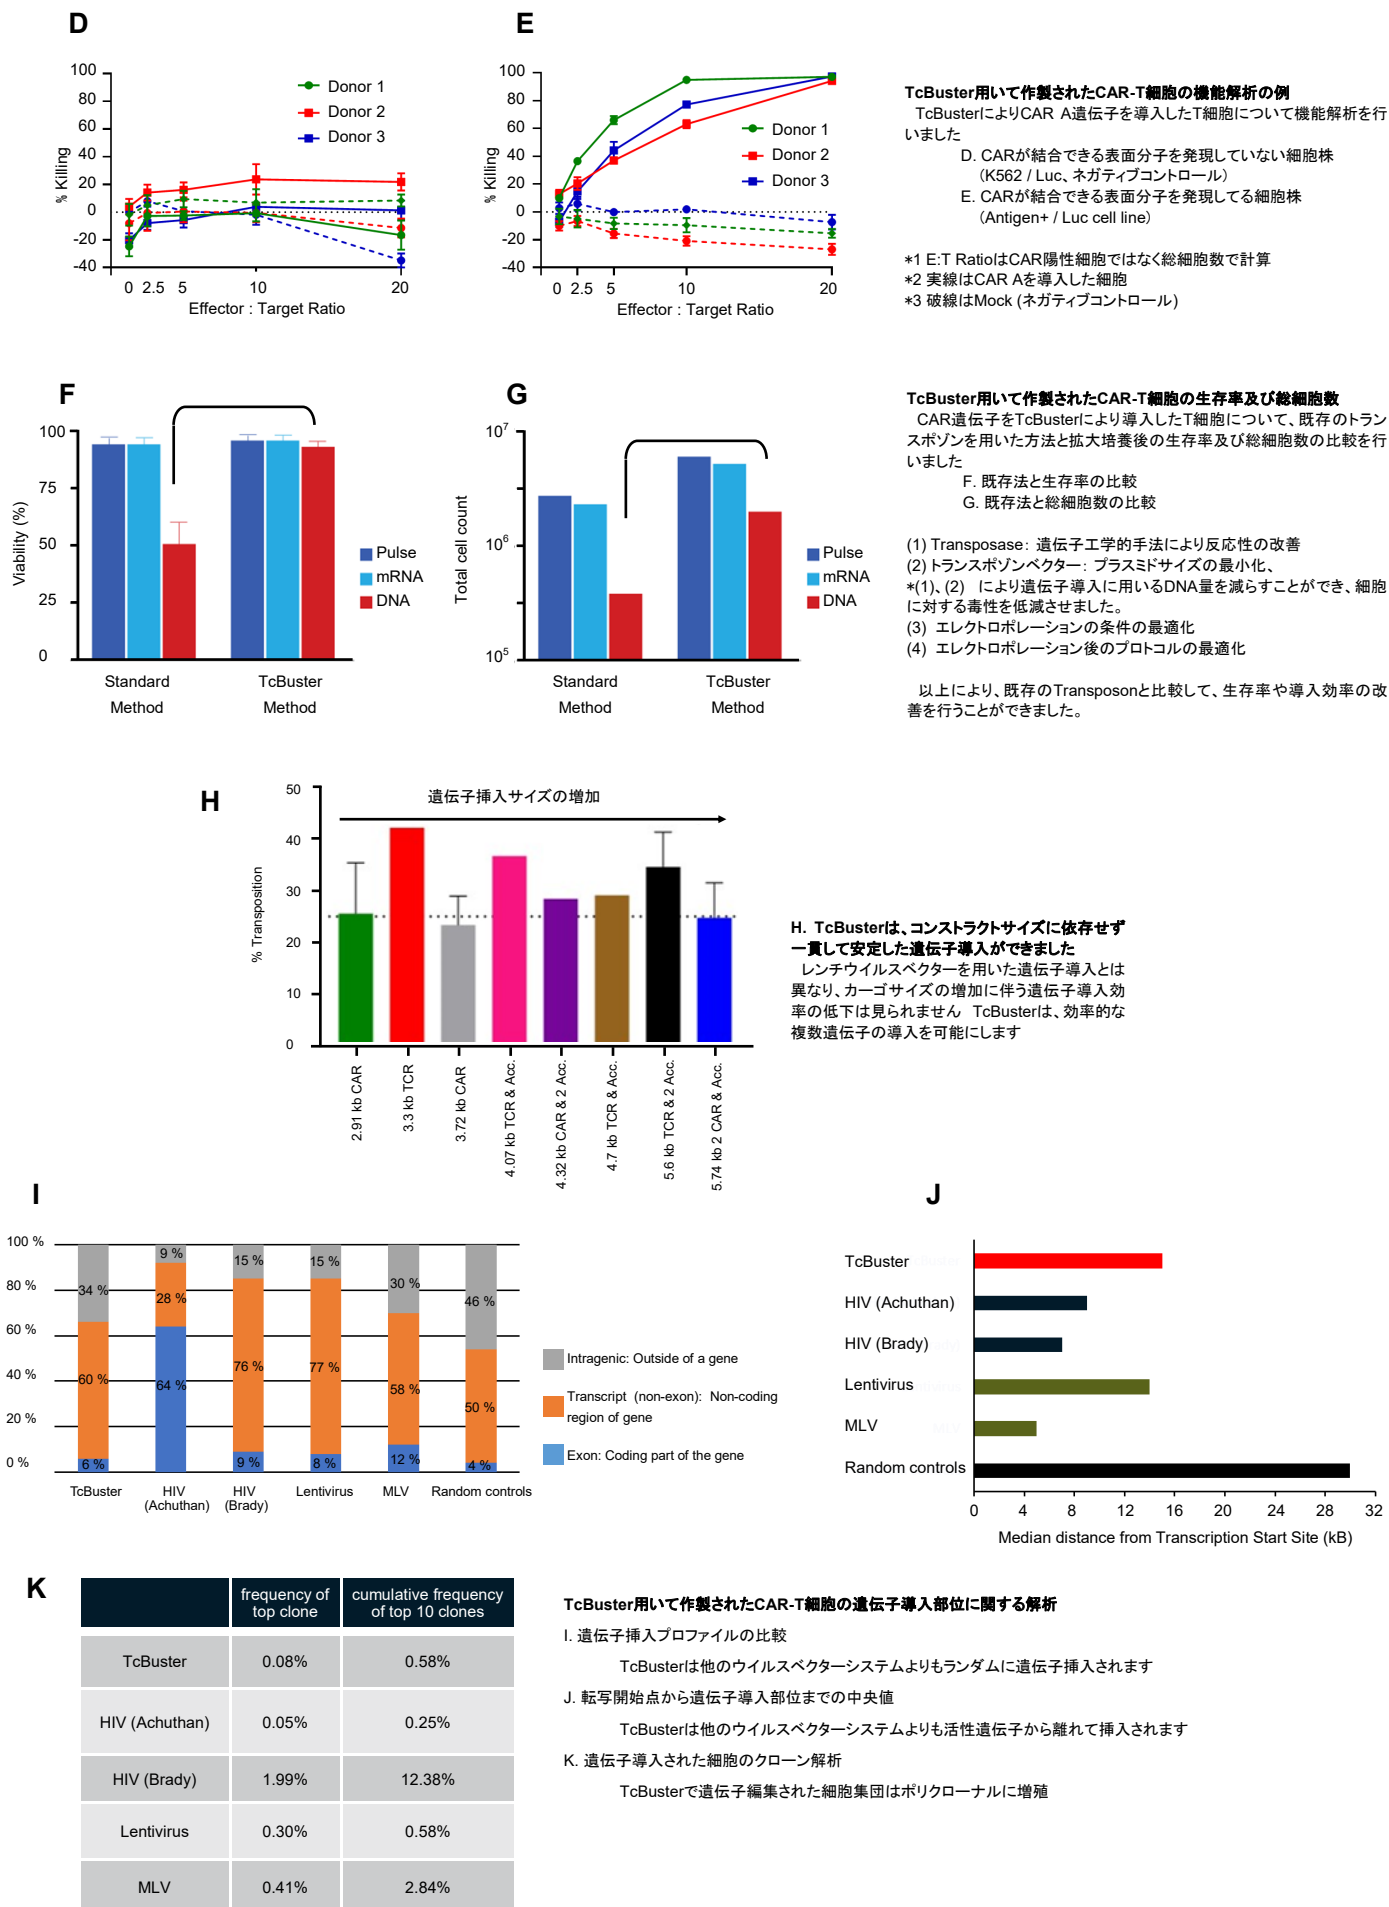 D
100
80
60
40
20
0
-20
-40
% Killing
Donor 1
Donor 2
Donor 3
0 2.5 5 10 20
Effector : Target Ratio
E
100
80
60
40
20
0
-20
-40
% Killing
Donor 1
Donor 2
Donor 3
0 2.5 5 10 20
Effector : Target Ratio
TcBuster用いて作製されたCAR-T細胞の機能解析の例
TcBusterによりCAR A遺伝子を導入したT細胞について機能解析を行
いました
D. CARが結合できる表面分子を発現していない細胞株
(K562 / Luc、ネガティブコントロール)
E. CARが結合できる表面分子を発現してる細胞株
(Antigen+ / Luc cell line)
*1 E:T RatioはCAR陽性細胞ではなく総細胞数で計算
*2 実線はCAR Aを導入した細胞
*3 破線はMock (ネガティブコントロール)
F
100
75
50
25
0
Viability (%)
Pulse
mRNA
DNA
Standard
Method
TcBuster
Method
G
10⁷
10⁶
10⁵
Total cell count
Pulse
mRNA
DNA
Standard
Method
TcBuster
Method
TcBuster用いて作製されたCAR-T細胞の生存率及び総細胞数
CAR遺伝子をTcBusterにより導入したT細胞について、既存のトラン
スポゾンを用いた方法と拡大培養後の生存率及び総細胞数の比較を行
いました
F. 既存法と生存率の比較
G. 既存法と総細胞数の比較
(1) Transposase: 遺伝子工学的手法により反応性の改善
(2) トランスポゾンベクター: プラスミドサイズの最小化、
*(1)、(2) により遺伝子導入に用いるDNA量を減らすことができ、細胞
に対する毒性を低減させました。
(3) エレクトロポレーションの条件の最適化
(4) エレクトロポレーション後のプロトコルの最適化
以上により、既存のTransposonと比較して、生存率や導入効率の改
善を行うことができました。
H
50
40
30
20
10
0
% Transposition
遺伝子挿入サイズの増加
2.91 kb CAR
3.3 kb TCR
3.72 kb CAR
4.07 kb TCR & Acc.
4.32 kb CAR & 2 Acc.
4.7 kb TCR & Acc.
5.6 kb TCR & 2 Acc.
5.74 kb 2 CAR & Acc.
H. TcBusterは、コンストラクトサイズに依存せず
一貫して安定した遺伝子導入ができました
レンチウイルスベクターを用いた遺伝子導入とは
異なり、カーゴサイズの増加に伴う遺伝子導入効
率の低下は見られません TcBusterは、効率的な
複数遺伝子の導入を可能にします
I
100 %
80 %
60 %
40 %
20 %
0 %
34 %
60 %
6 %
9 %
28 %
64 %
15 %
76 %
9 %
15 %
77 %
8 %
30 %
58 %
12 %
46 %
50 %
4 %
TcBuster
HIV
(Achuthan)
HIV
(Brady)
Lentivirus
MLV
Random controls
Intragenic: Outside of a gene
Transcript (non-exon): Non-coding
region of gene
Exon: Coding part of the gene
J
TcBuster
HIV (Achuthan)
HIV (Brady)
Lentivirus
MLV
Random controls
0 4 8 12 16 20 24 28 32
Median distance from Transcription Start Site (kB)
K
frequency of
top clone
cumulative frequency
of top 10 clones
TcBuster 0.08% 0.58%
HIV (Achuthan) 0.05% 0.25%
HIV (Brady) 1.99% 12.38%
Lentivirus 0.30% 0.58%
MLV 0.41% 2.84%
TcBuster用いて作製されたCAR-T細胞の遺伝子導入部位に関する解析
I. 遺伝子挿入プロファイルの比較
TcBusterは他のウイルスベクターシステムよりもランダムに遺伝子挿入されます
J. 転写開始点から遺伝子導入部位までの中央値
TcBusterは他のウイルスベクターシステムよりも活性遺伝子から離れて挿入されます
K. 遺伝子導入された細胞のクローン解析
TcBusterで遺伝子編集された細胞集団はポリクローナルに増殖